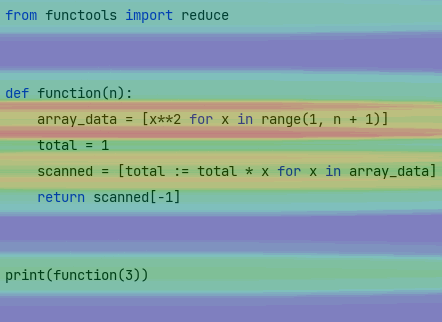 from functools import reduce
def function(n):
    array_data = [x**2 for x in range(1, n + 1)]
    total = 1
    scanned = [total := total * x for x in array_data]
    return scanned[-1]
print(function(3))